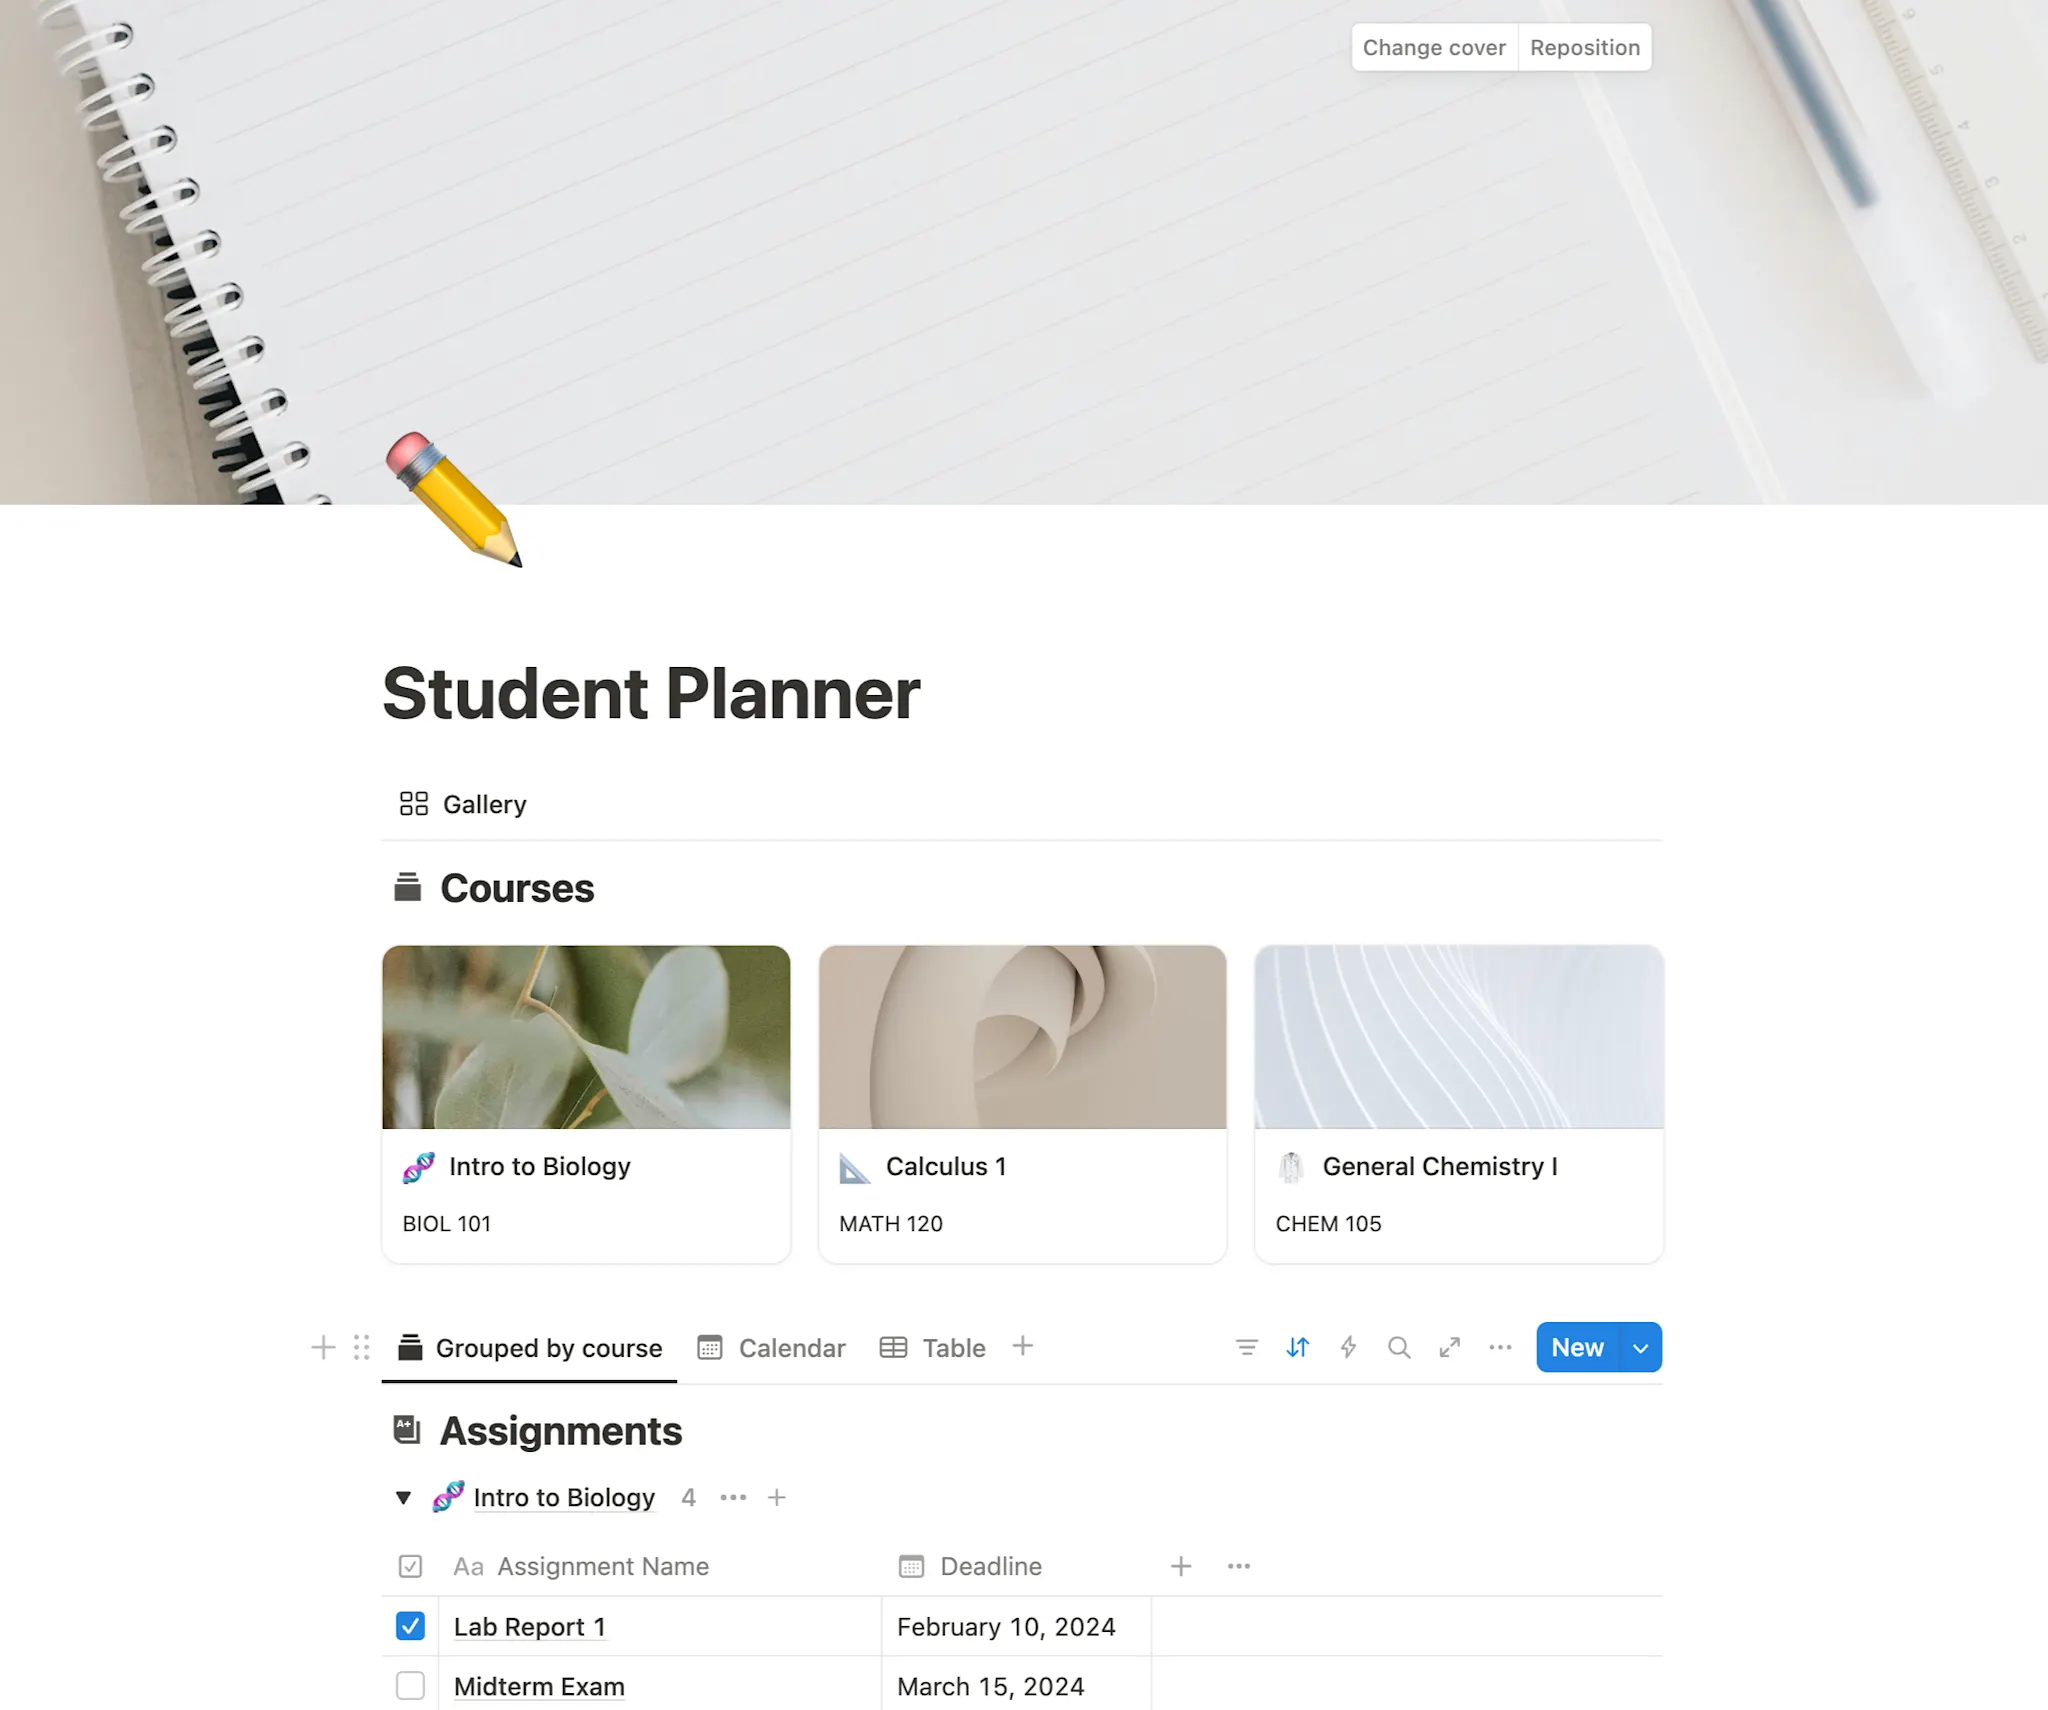 Change cover Reposition
Student Planner
Gallery
Courses
Intro to Biology
BIOL 101
Calculus 1
MATH 120
General Chemistry I
CHEM 105
Grouped by course Calendar Table New
A+ Assignments
Intro to Biology 4
Aa Assignment Name Deadline
Lab Report 1 February 10, 2024
Midterm Exam March 15, 2024